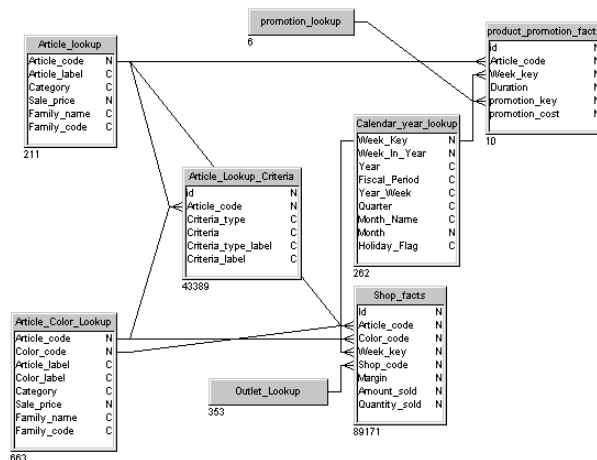 promotion_lookup
6
Article_lookup
Article_code N
Article_label C
Category C
Sale_price N
Family_name C
Family_code C
211
product_promotion_facts
id N
Article_code N
Week_key N
Duration N
promotion_key N
promotion_cost N
10
Calendar_year_lookup
Week_Key N
Week_In_Year N
Year C
Fiscal_Period C
Year_Week C
Quarter C
Month_Name C
Month N
Holiday_Flag C
262
Article_Lookup_Criteria
id N
Article_code N
Criteria_type C
Criteria C
Criteria_type_label C
Criteria_label C
43389
Shop_facts
Id N
Article_code N
Color_code N
Week_key N
Shop_code N
Margin N
Amount_sold N
Quantity_sold N
89171
Article_Color_Lookup
Article_code N
Color_code N
Article_label C
Color_label C
Category C
Sale_price N
Family_name C
Family_code C
663
Outlet_Lookup
353